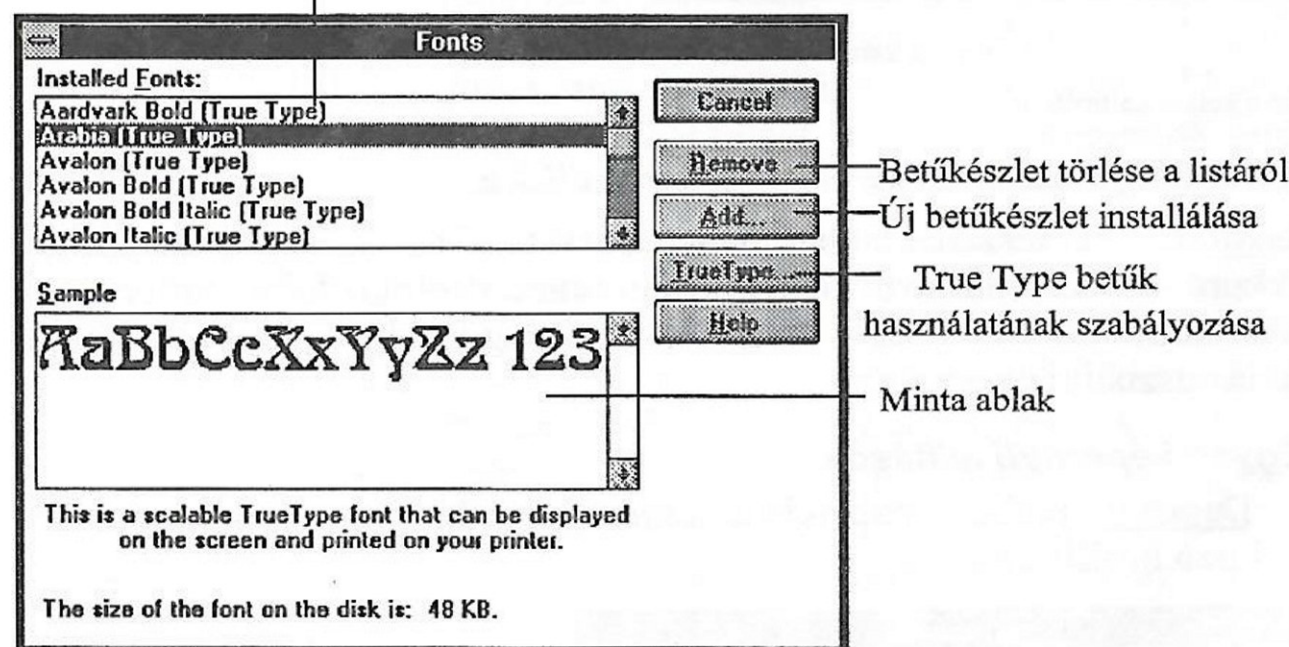 Fonts
Installed Fonts:
Aardvark Bold (True Type)
Arabia (True Type)
Avalon (True Type)
Avalon Bold (True Type)
Avalon Bold Italic (True Type)
Avalon Italic (True Type)
Cancel
Remove
Add...
TrueType...
Help
Betűkészlet törlése a listáról
Új betűkészlet installálása
True Type betűk
használatának szabályozása
Sample
AaBbCcXxYyZz 123
Minta ablak
This is a scalable TrueType font that can be displayed
on the screen and printed on your printer.
The size of the font on the disk is: 48 KB.